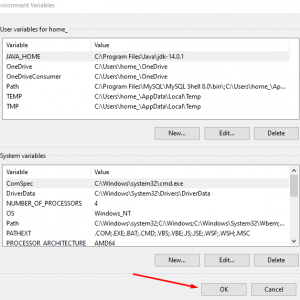 vironment Variables
User variables for home_
Variable Value
JAVA_HOME C:\Program Files\Java\jdk-14.0.1
OneDrive C:\Users\home_\OneDrive
OneDriveConsumer C:\Users\home_\OneDrive
Path C:\Program Files\MySQL\MySQL Shell 8.0\bin\;C:\Users\home_\Ap...
TEMP C:\Users\home_\AppData\Local\Temp
TMP C:\Users\home_\AppData\Local\Temp
New... Edit... Delete
System variables
Variable Value
ComSpec C:\Windows\system32\cmd.exe
DriverData C:\Windows\System32\Drivers\DriverData
NUMBER_OF_PROCESSORS 4
OS Windows_NT
Path C:\Windows\system32;C:\Windows;C:\Windows\System32\Wbem;...
PATHEXT .COM;.EXE;.BAT;.CMD;.VBS;.VBE;.JS;.JSE;.WSF;.WSH;.MSC
PROCESSOR_ARCHITECTURE AMD64
New... Edit... Delete
OK Cancel